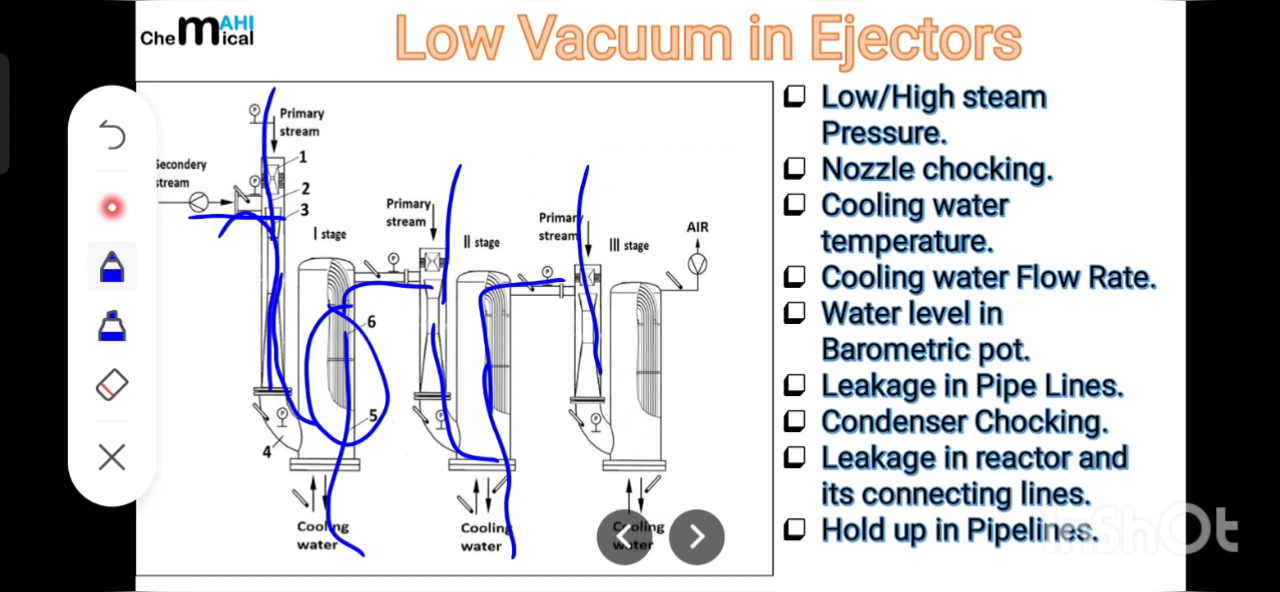 Che m AHI ical
Low Vacuum in Ejectors
Primary
stream
1
Secondery
stream
2
3
I stage
Primary
stream
II stage
Primary
stream
III stage
AIR
6
5
4
P
P
P
P
P
P
P
Cooling
water
Cooling
water
Cooling
water
❑ Low/High steam
Pressure.
❑ Nozzle chocking.
❑ Cooling water
temperature.
❑ Cooling water Flow Rate.
❑ Water level in
Barometric pot.
❑ Leakage in Pipe Lines.
❑ Condenser Chocking.
❑ Leakage in reactor and
its connecting lines.
❑ Hold up in Pipelines.
InShOt